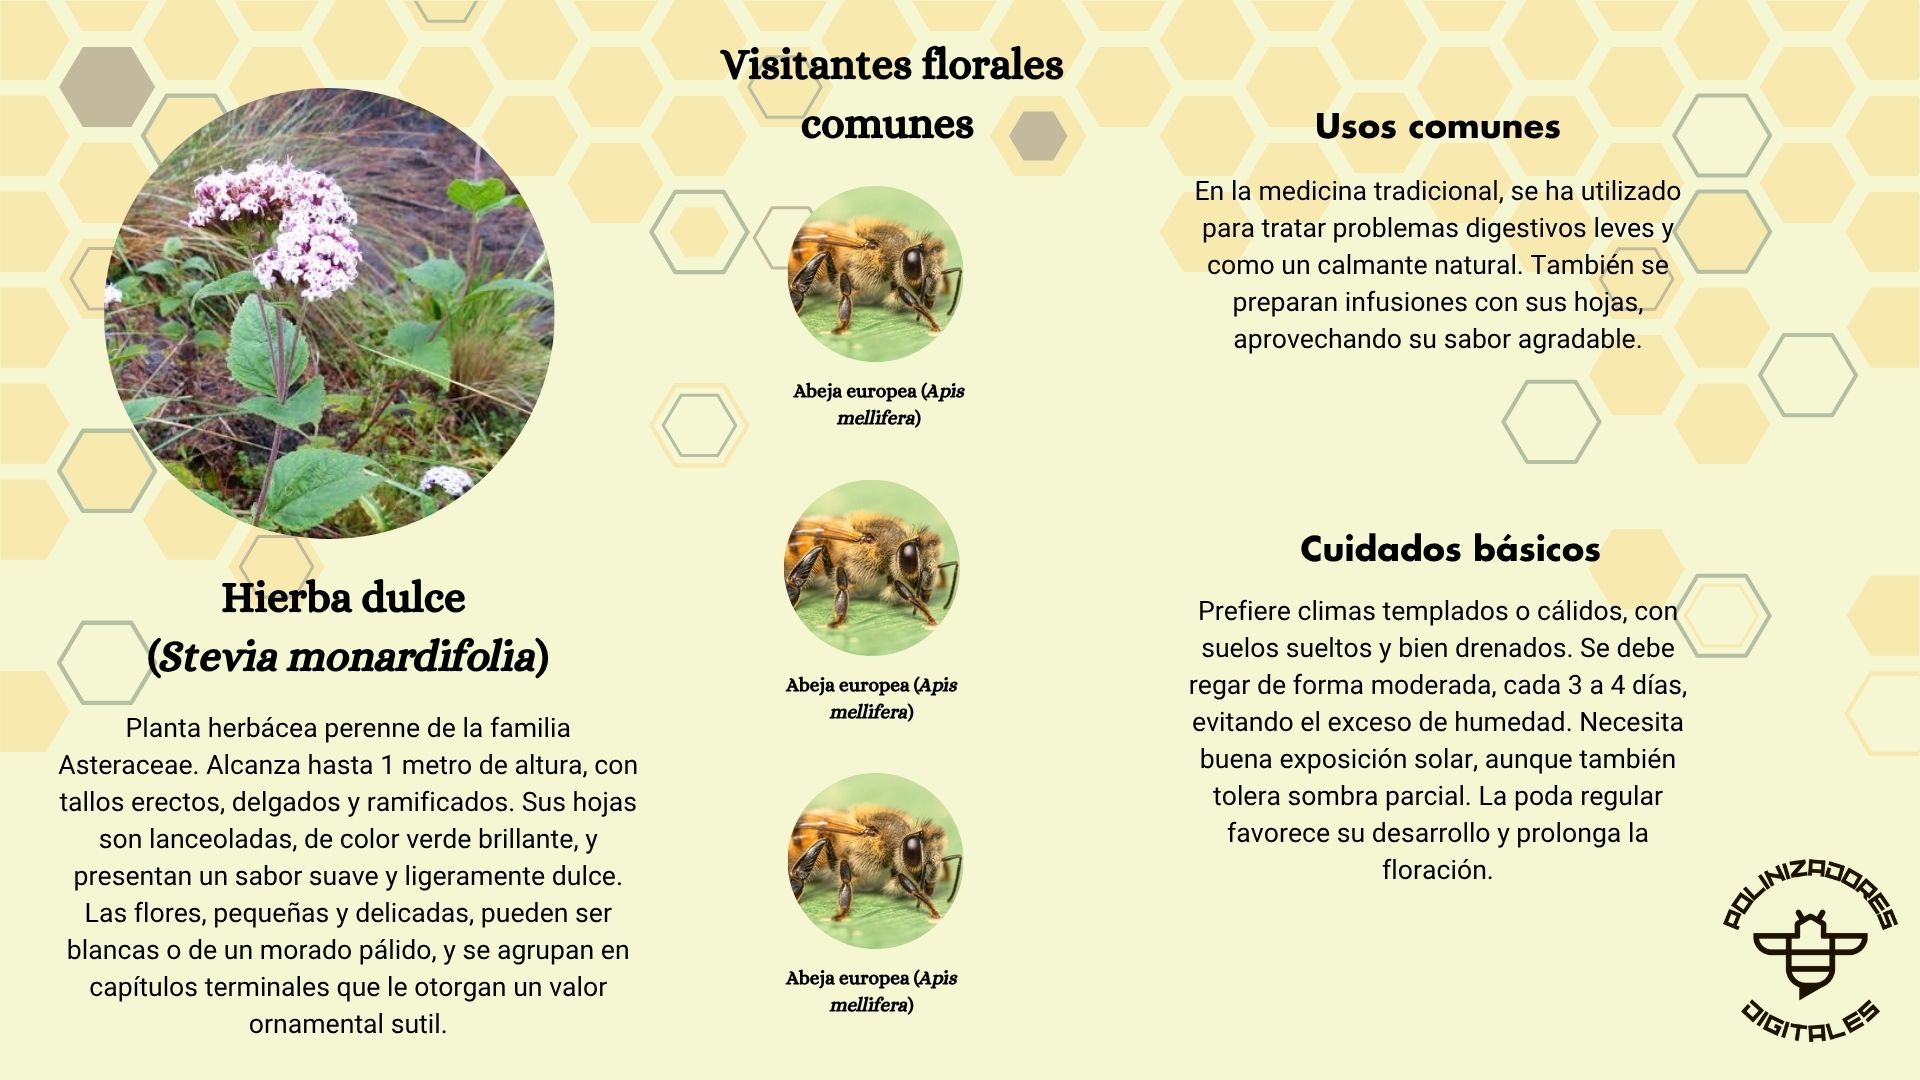 Hierba dulce
(Stevia monardifolia)
Planta herbácea perenne de la familia
Asteraceae. Alcanza hasta 1 metro de altura, con
tallos erectos, delgados y ramificados. Sus hojas
son lanceoladas, de color verde brillante, y
presentan un sabor suave y ligeramente dulce.
Las flores, pequeñas y delicadas, pueden ser
blancas o de un morado pálido, y se agrupan en
capítulos terminales que le otorgan un valor
ornamental sutil.
Visitantes florales
comunes
Abeja europea (Apis
mellifera)
Abeja europea (Apis
mellifera)
Abeja europea (Apis
mellifera)
Usos comunes
En la medicina tradicional, se ha utilizado
para tratar problemas digestivos leves y
como un calmante natural. También se
preparan infusiones con sus hojas,
aprovechando su sabor agradable.
Cuidados básicos
Prefiere climas templados o cálidos, con
suelos sueltos y bien drenados. Se debe
regar de forma moderada, cada 3 a 4 días,
evitando el exceso de humedad. Necesita
buena exposición solar, aunque también
tolera sombra parcial. La poda regular
favorece su desarrollo y prolonga la
floración.
POLINIZADORES
DIGITALES